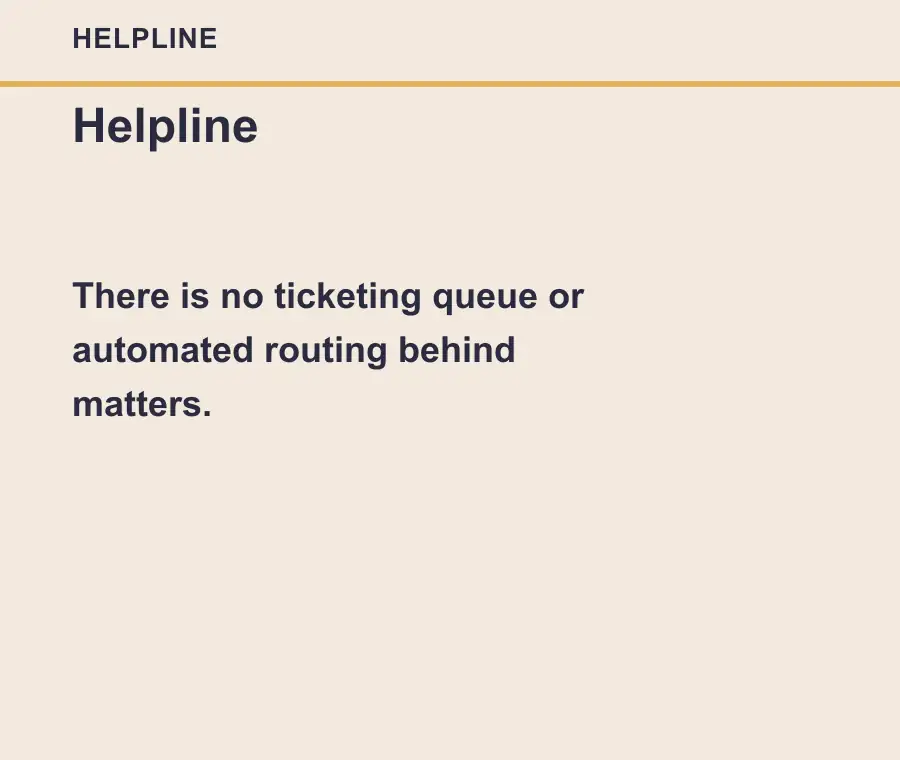 HELPLINE
Helpline
There is no ticketing queue or
automated routing behind
matters.